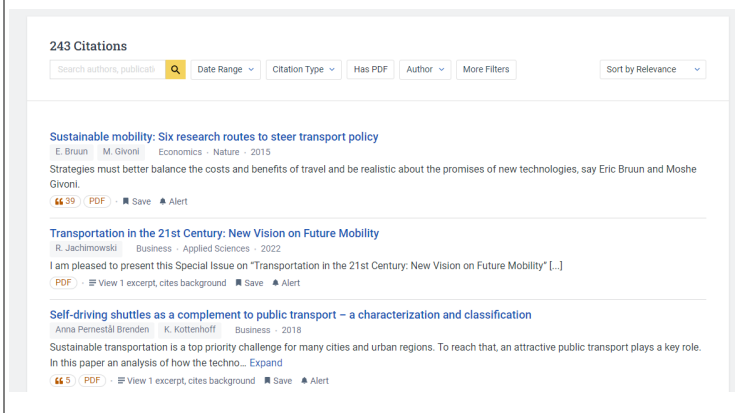 243 Citations
Search authors, publicati Date Range Citation Type Has PDF Author More Filters Sort by Relevance
Sustainable mobility: Six research routes to steer transport policy
E. Bruun M. Givoni Economics · Nature · 2015
Strategies must better balance the costs and benefits of travel and be realistic about the promises of new technologies, say Eric Bruun and Moshe
Givoni.
39 PDF · Save Alert
Transportation in the 21st Century: New Vision on Future Mobility
R. Jachimowski Business · Applied Sciences · 2022
I am pleased to present this Special Issue on “Transportation in the 21st Century: New Vision on Future Mobility” [...]
PDF · View 1 excerpt, cites background Save Alert
Self-driving shuttles as a complement to public transport – a characterization and classification
Anna Pernestål Brenden K. Kottenhoff Business · 2018
Sustainable transportation is a top priority challenge for many cities and urban regions. To reach that, an attractive public transport plays a key role.
In this paper an analysis of how the techno... Expand
5 PDF · View 1 excerpt, cites background Save Alert